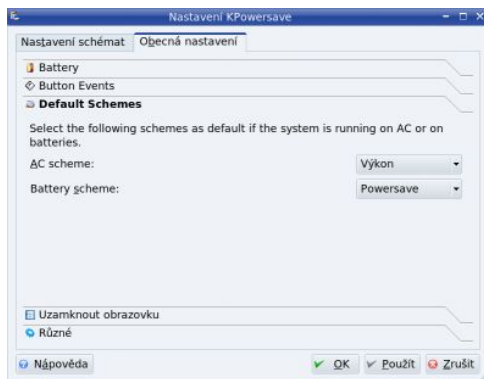 Nastavení KPowersave
Nastavení schémat Obecná nastavení
Battery
Button Events
Default Schemes
Select the following schemes as default if the system is running on AC or on
batteries.
AC scheme: Výkon
Battery scheme: Powersave
Uzamknout obrazovku
Různé
Nápověda OK Použít Zrušit